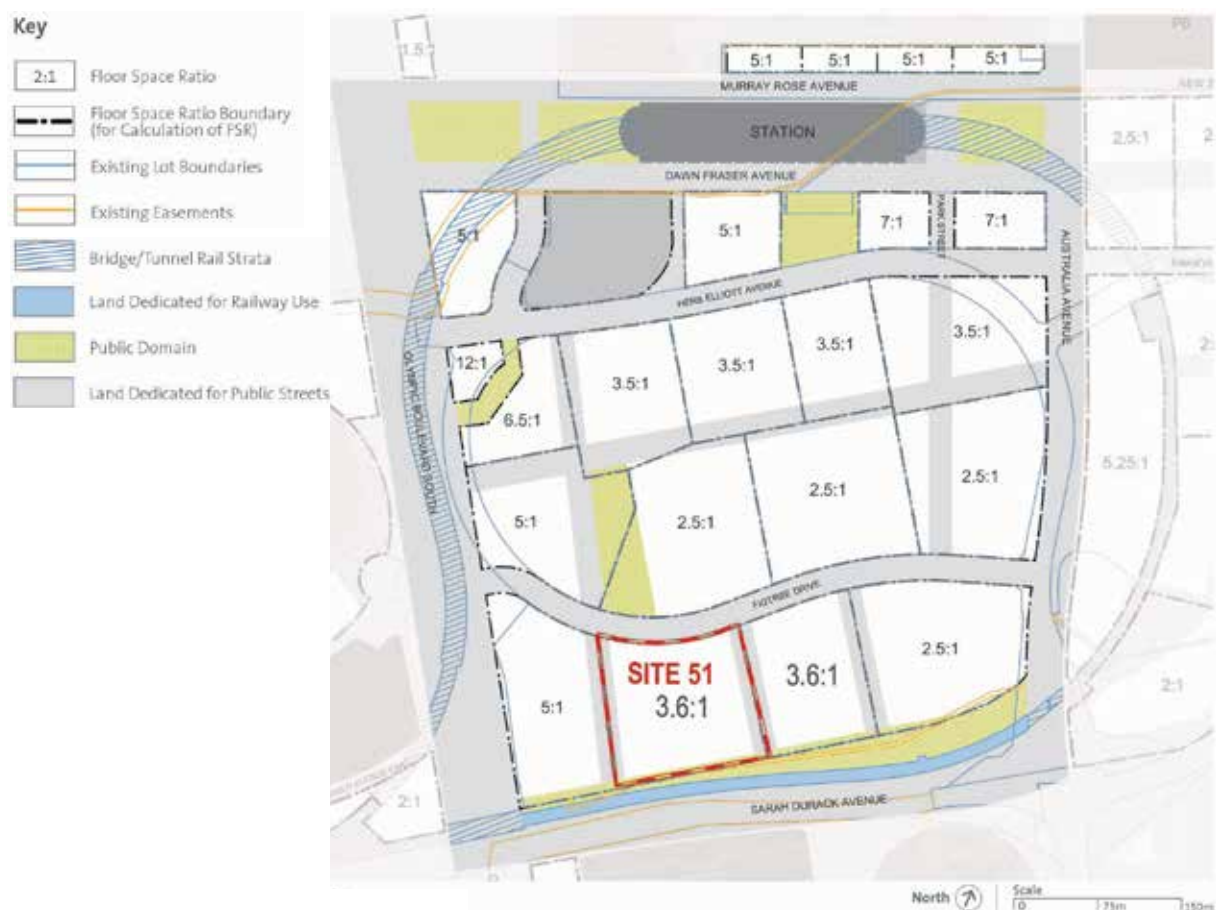 Key
2:1 Floor Space Ratio
Floor Space Ratio Boundary
(for Calculation of FSR)
Existing Lot Boundaries
Existing Easements
Bridge/Tunnel Rail Strata
Land Dedicated for Railway Use
Public Domain
Land Dedicated for Public Streets
1.5:
5:1 5:1 5:1 5:1
MURRAY ROSE AVENUE
STATION
DAWN FRASER AVENUE
2.5:1
5:1
5:1
7:1
PARK STREET
7:1
AUSTRALIA AVENUE
HERB ELLIOTT AVENUE
OLYMPIC BOULEVARD SOUTH
12:1
6.5:1
3.5:1
3.5:1
3.5:1
3.5:1
5:1
2.5:1
2.5:1
2.5:1
5.25:1
FIGTREE DRIVE
5:1
SITE 51
3.6:1
3.6:1
2.5:1
2:1
2:1
SARAH DURACK AVENUE
North
Scale
0 75m 150m